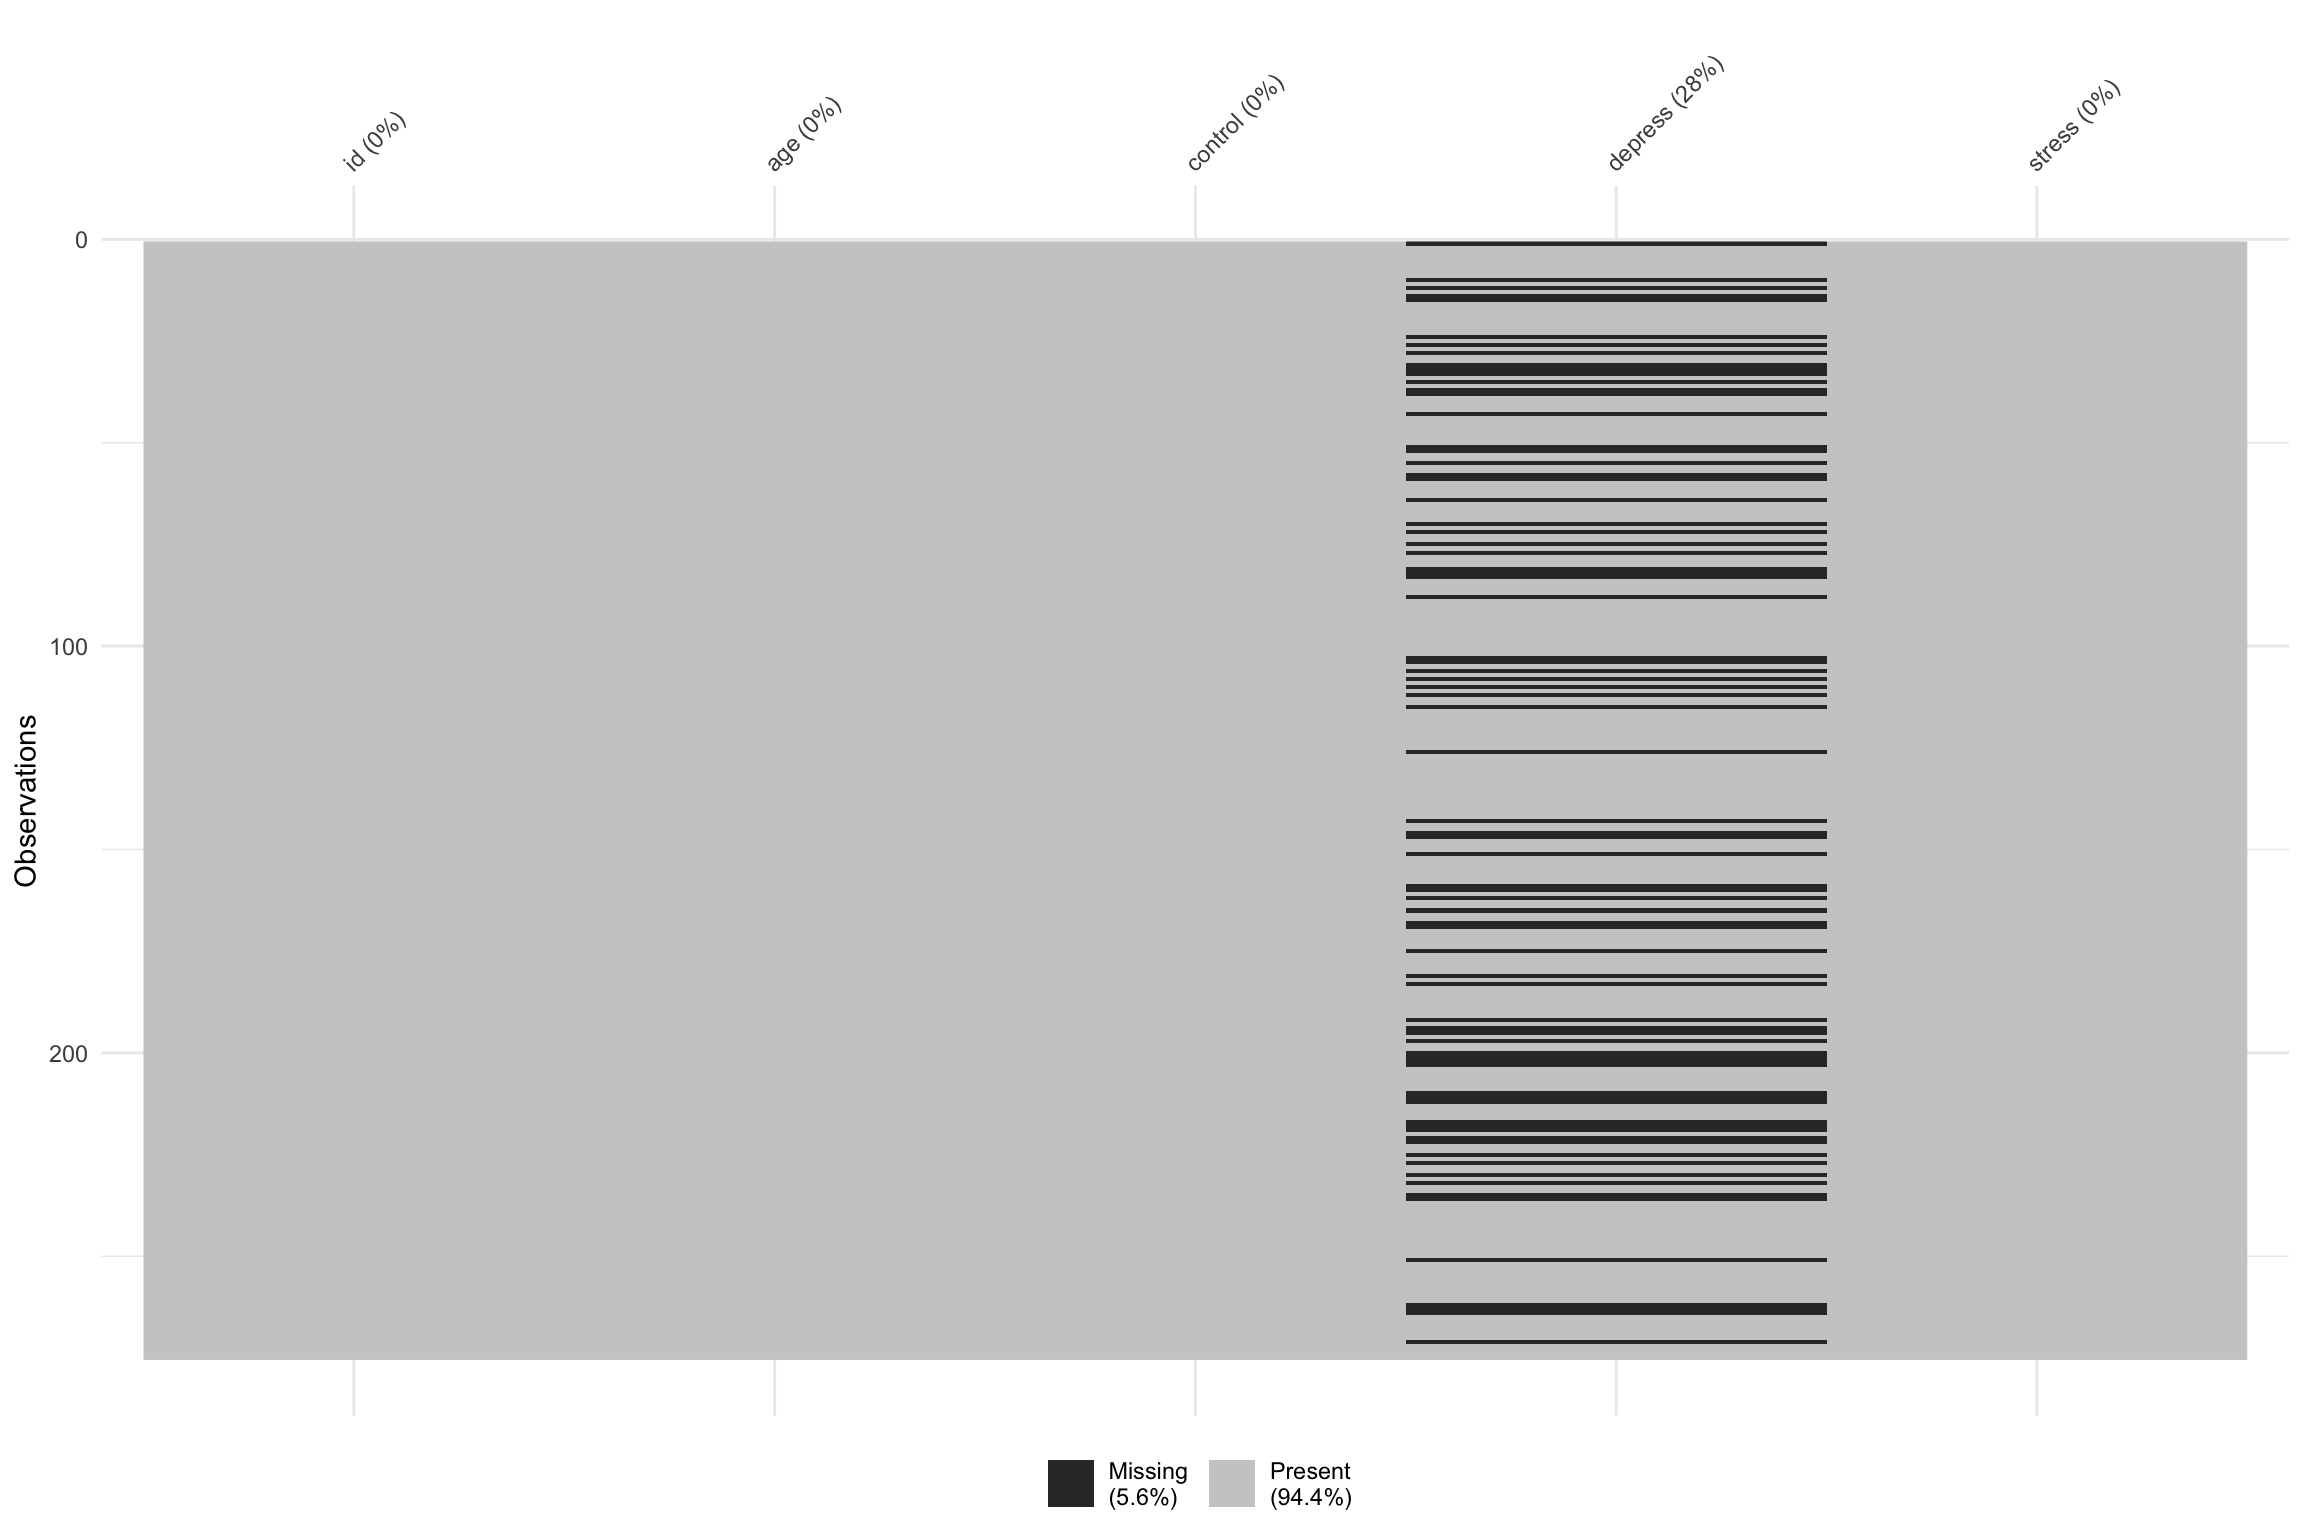 id (0%)
age (0%)
control (0%)
depress (28%)
stress (0%)
0
100
200
Observations
Missing
(5.6%)
Present
(94.4%)